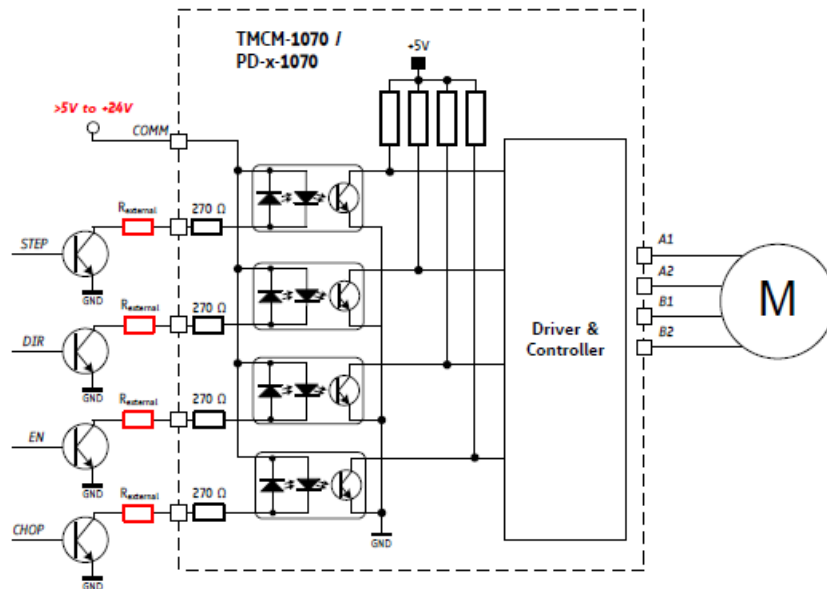 TMCM-1070 /
PD-x-1070
+5V
>5V to +24V
COMM
Rexternal
270 Ω
STEP
GND
Rexternal
270 Ω
DIR
GND
Rexternal
270 Ω
EN
GND
Rexternal
270 Ω
CHOP
GND
GND
Driver &
Controller
A1
A2
B1
B2
M